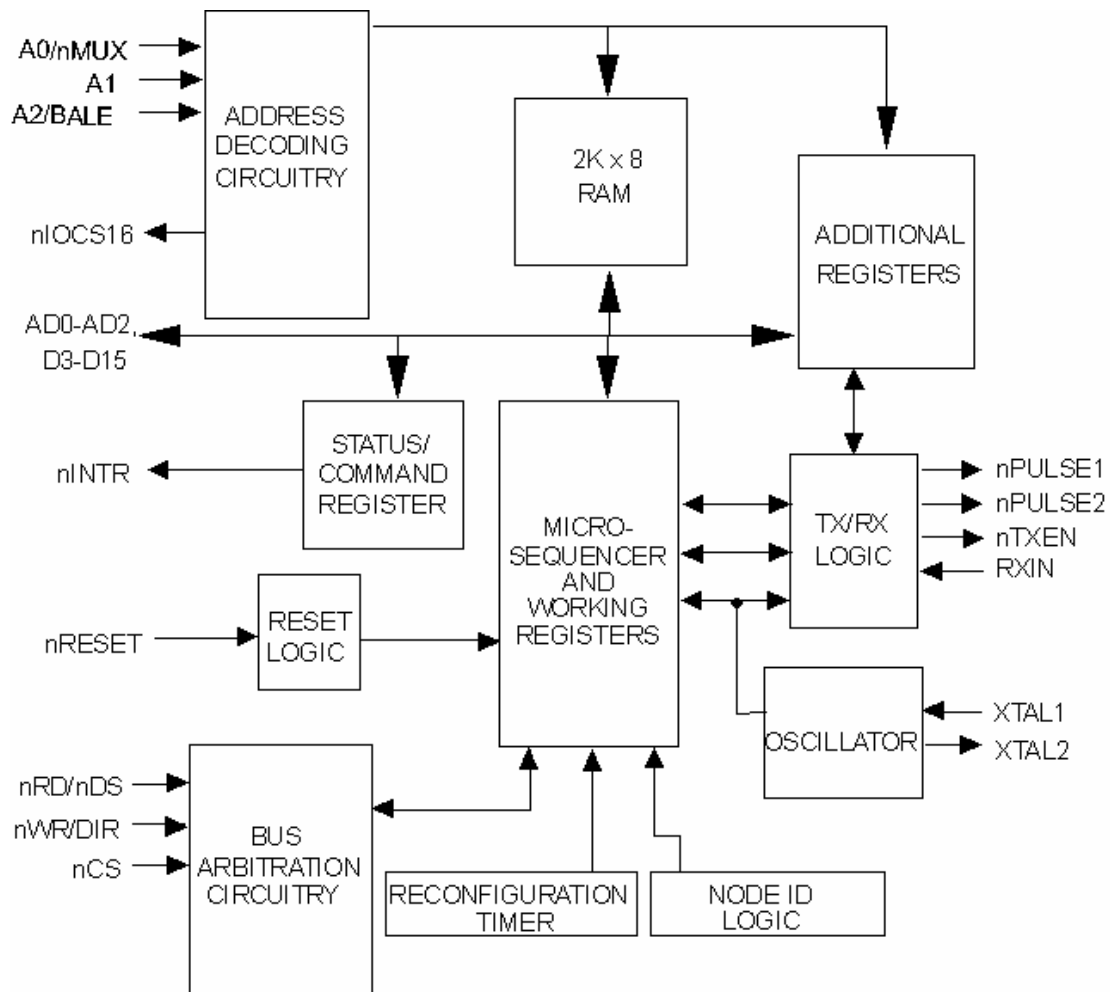 A0/nMUX
A1
A2/BALE
nIOCS16
AD0-AD2,
D3-D15
nINTR
nRESET
nRD/nDS
nWR/DIR
nCS
ADDRESS
DECODING
CIRCUITRY
2K x 8
RAM
ADDITIONAL
REGISTERS
STATUS/
COMMAND
REGISTER
MICRO-
SEQUENCER
AND
WORKING
REGISTERS
TX/RX
LOGIC
nPULSE1
nPULSE2
nTXEN
RXIN
RESET
LOGIC
OSCILLATOR
XTAL1
XTAL2
BUS
ARBITRATION
CIRCUITRY
RECONFIGURATION
TIMER
NODE ID
LOGIC